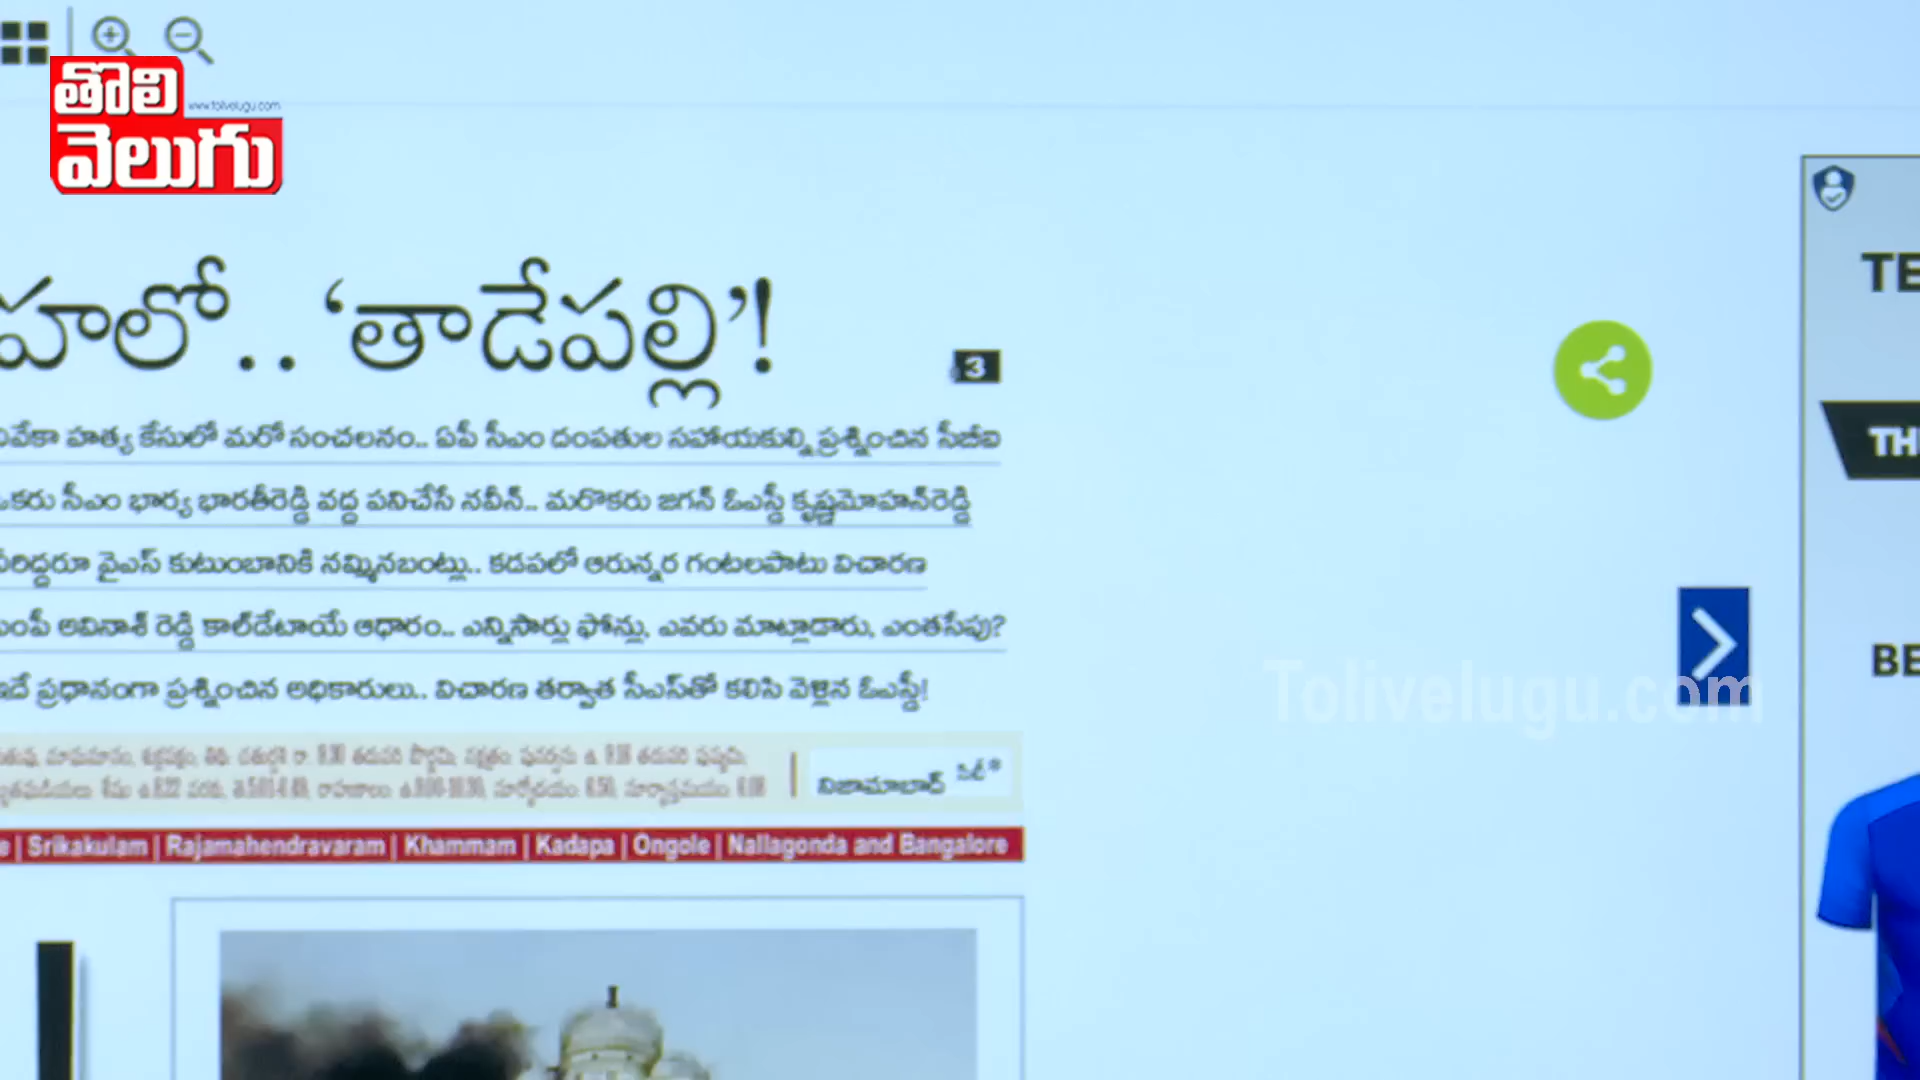 తొలి
www.tolivelugu.com
వెలుగు
హలో.. ‘తాడేపల్లి’!
3
వివేకా హత్య కేసులో మరో సంచలనం.. ఏపీ సీఎం దంపతుల సహాయకుల్ని ప్రశ్నించిన సీబీఐ
ఒకరు సీఎం భార్య భారతీరెడ్డి వద్ద పనిచేసే నవీన్.. మరొకరు జగన్ ఓఎస్డీ కృష్ణమోహన్‌రెడ్డి
వీరిద్దరూ వైఎస్ కుటుంబానికి నమ్మినబంట్లు.. కడపలో ఆరున్నర గంటలపాటు విచారణ
ఎంపీ అవినాశ్ రెడ్డి కాల్‌డేటాయే ఆధారం.. ఎన్నిసార్లు ఫోన్లు, ఎవరు మాట్లాడారు, ఎంతసేపు?
ఇదే ప్రధానంగా ప్రశ్నించిన అధికారులు.. విచారణ తర్వాత సీఎస్‌తో కలిసి వెళ్లిన ఓఎస్డీ!
నిజామాబాద్ సిటీ*
e | Srikakulam | Rajamahendravaram | Khammam | Kadapa | Ongole | Nallagonda and Bangalore
TE
TH
BE
Tolivelugu.com